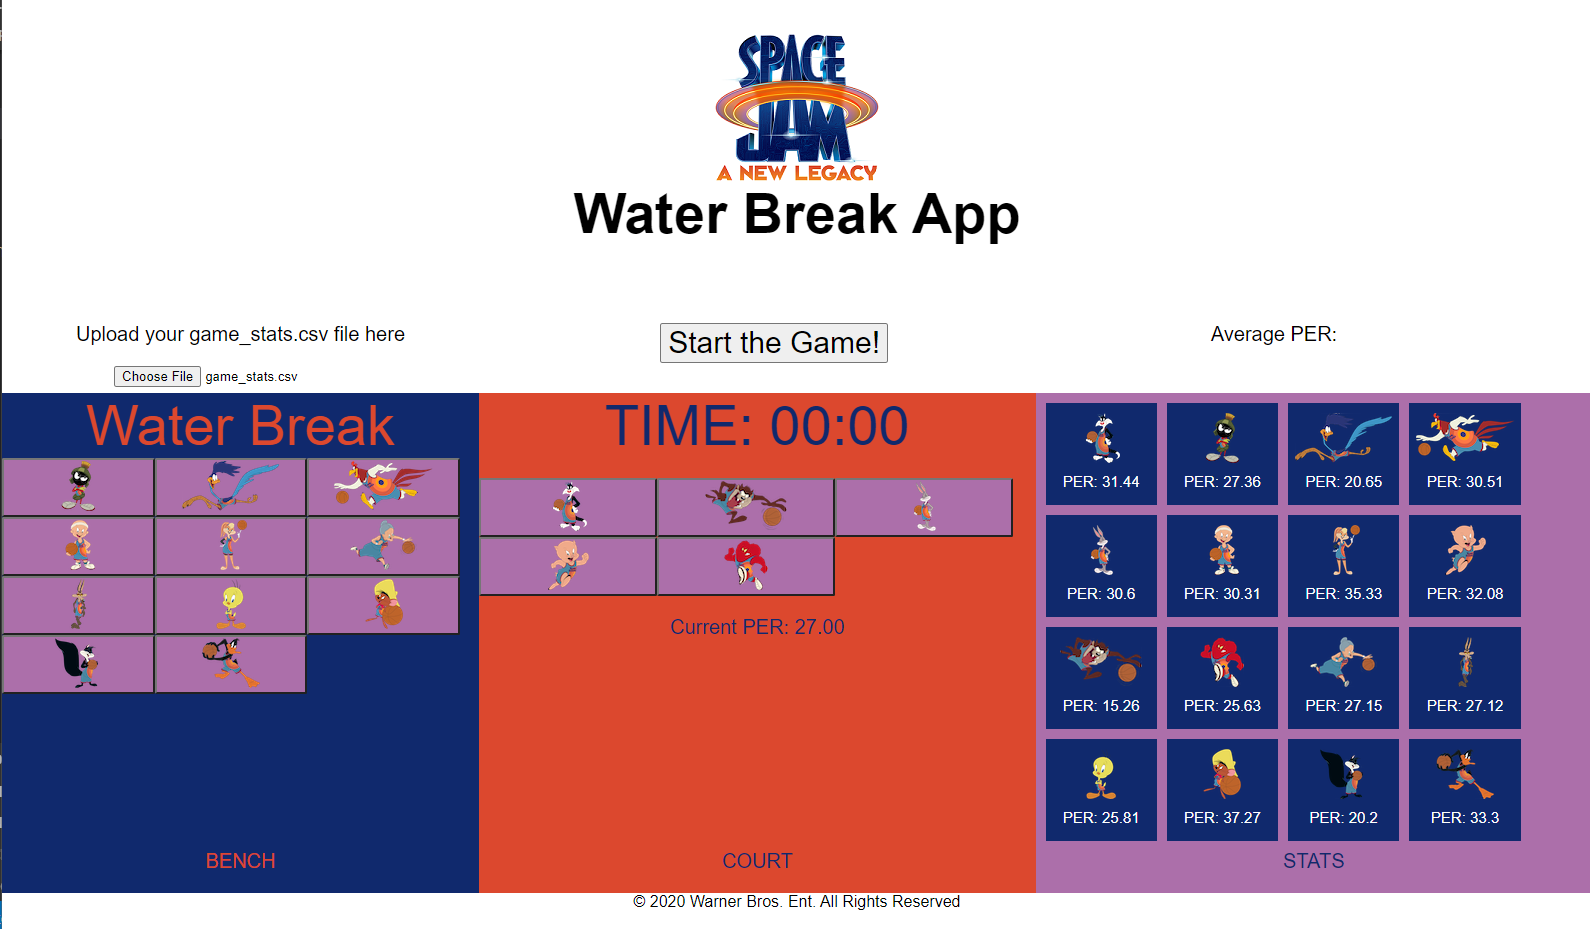 SPACE
JAM
A NEW LEGACY
Water Break App
Upload your game_stats.csv file here
Choose File game_stats.csv
Start the Game!
Average PER:
Water Break
BENCH
TIME: 00:00
Current PER: 27.00
COURT
PER: 31.44
PER: 27.36
PER: 20.65
PER: 30.51
PER: 30.6
PER: 30.31
PER: 35.33
PER: 32.08
PER: 15.26
PER: 25.63
PER: 27.15
PER: 27.12
PER: 25.81
PER: 37.27
PER: 20.2
PER: 33.3
STATS
© 2020 Warner Bros. Ent. All Rights Reserved